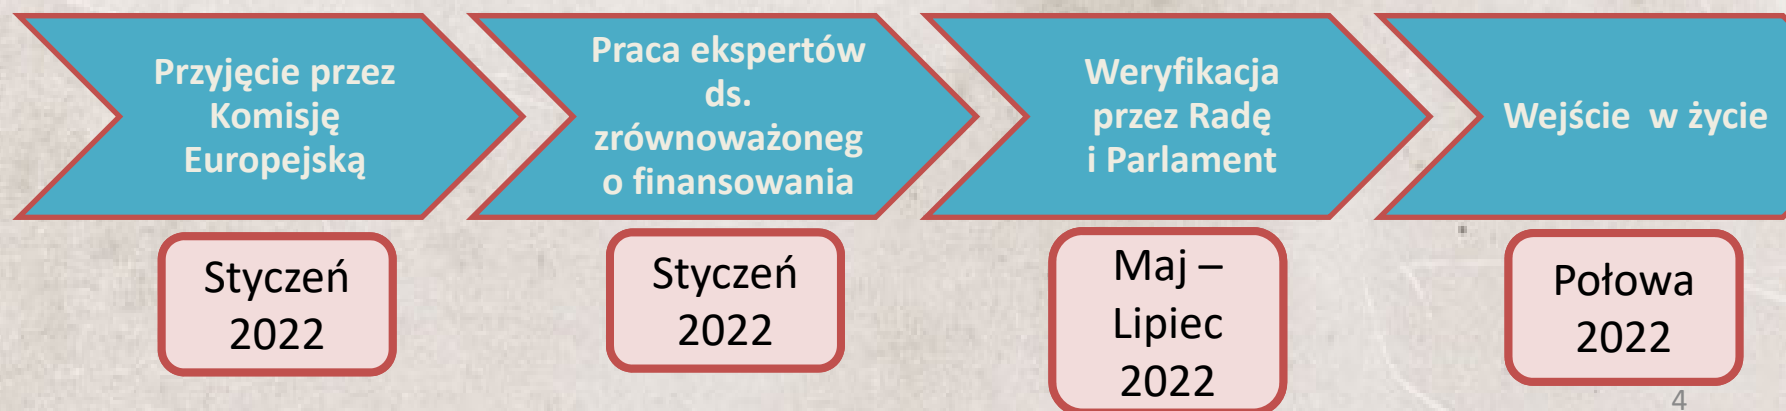 Przyjęcie przez
Komisję
Europejską
Praca ekspertów
ds.
zrównoważoneg
o finansowania
Weryfikacja
przez Radę
i Parlament
Wejście w życie
Styczeń
2022
Styczeń
2022
Maj –
Lipiec
2022
Połowa
2022
4